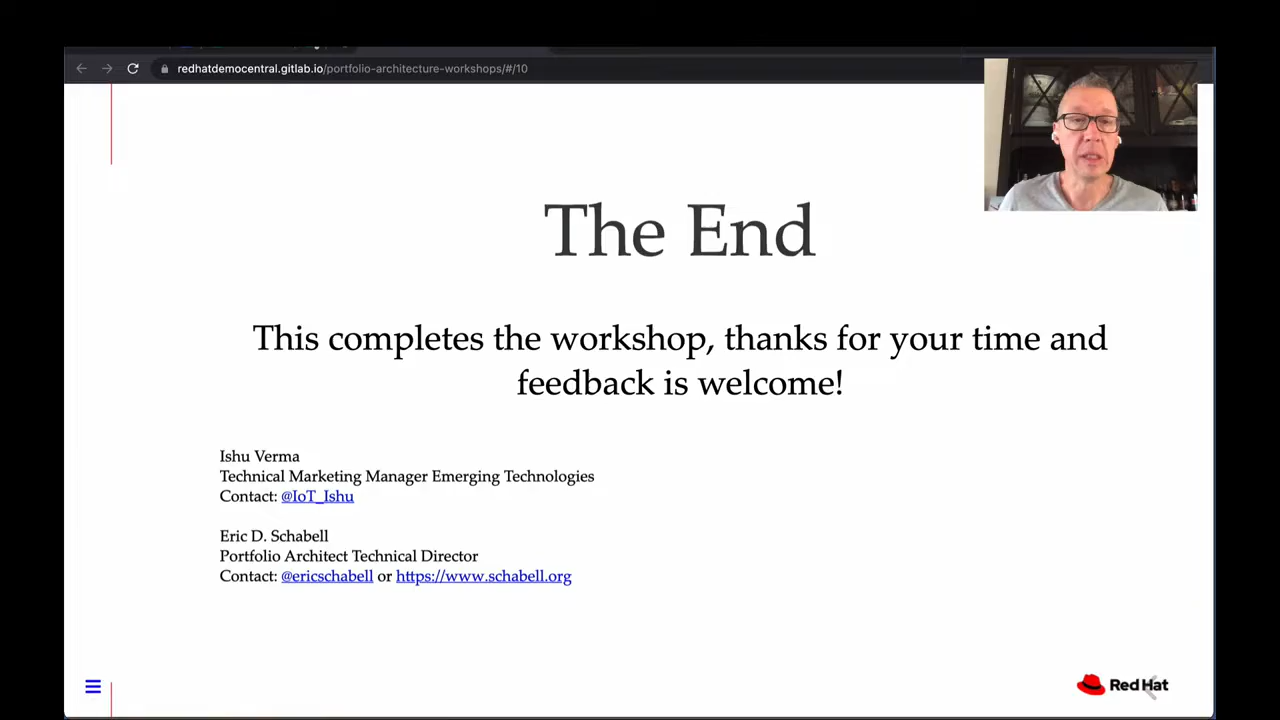 redhatdemocentral.gitlab.io/portfolio-architecture-workshops/#/10
The End
This completes the workshop, thanks for your time and
feedback is welcome!
Ishu Verma
Technical Marketing Manager Emerging Technologies
Contact: @IoT_Ishu
Eric D. Schabell
Portfolio Architect Technical Director
Contact: @ericschabell or https://www.schabell.org
Red Hat